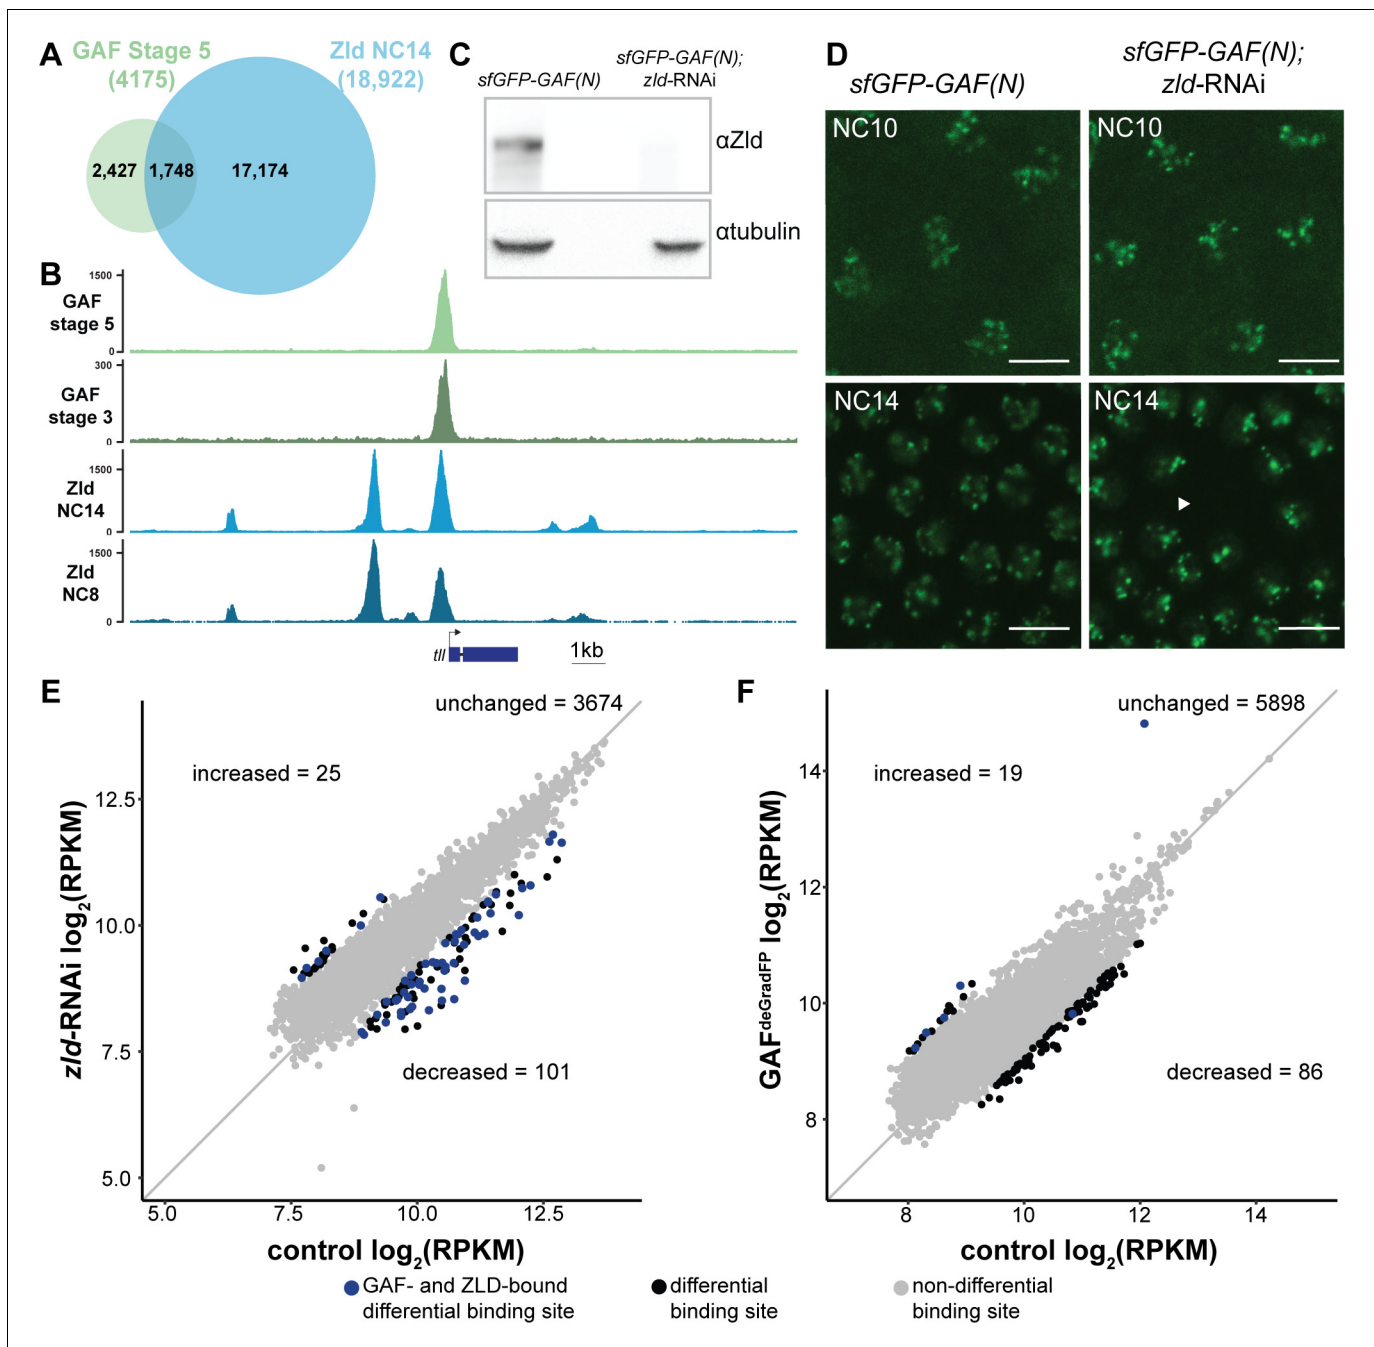 A
GAF Stage 5
(4175)
Zld NC14
(18,922)
2,427
1,748
17,174
B
1500
GAF
stage 5
0
300
GAF
stage 3
0
1500
Zld
NC14
0
1500
Zld
NC8
0
tll
1kb
C
sfGFP-GAF(N)
sfGFP-GAF(N);
zld-RNAi
αZld
αtubulin
D
sfGFP-GAF(N)
sfGFP-GAF(N);
zld-RNAi
NC10
NC10
NC14
NC14
E
unchanged = 3674
increased = 25
decreased = 101
zld-RNAi log2(RPKM)
12.5
10.0
7.5
5.0
5.0 7.5 10.0 12.5
control log2(RPKM)
F
unchanged = 5898
increased = 19
decreased = 86
GAFdeGradFP log2(RPKM)
14
12
10
8
8 10 12 14
control log2(RPKM)
GAF- and ZLD-bound
differential binding site
differential
binding site
non-differential
binding site